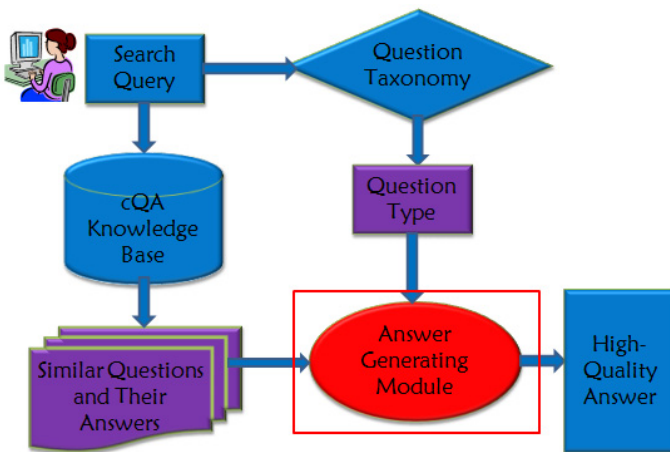 Search
Query
Question
Taxonomy
cQA
Knowledge
Base
Question
Type
Similar Questions
and Their
Answers
Answer
Generating
Module
High-
Quality
Answer